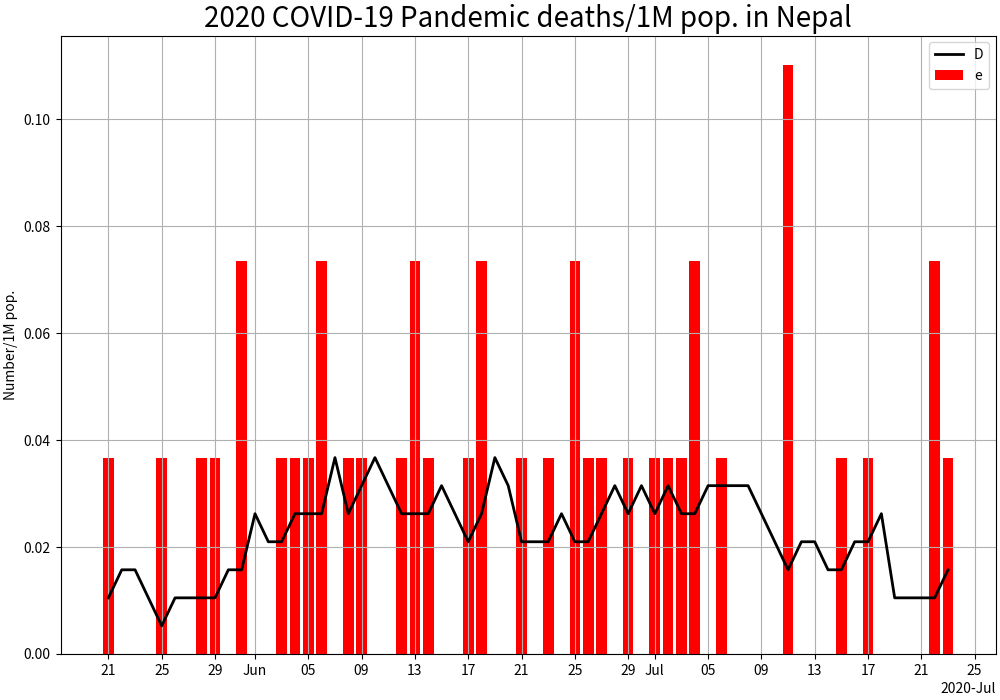 2020 COVID-19 Pandemic deaths/1M pop. in Nepal
D
e
Number/1M pop.
0.10
0.08
0.06
0.04
0.02
0.00
21 25 29 Jun 05 09 13 17 21 25 29 Jul 05 09 13 17 21 25
2020-Jul